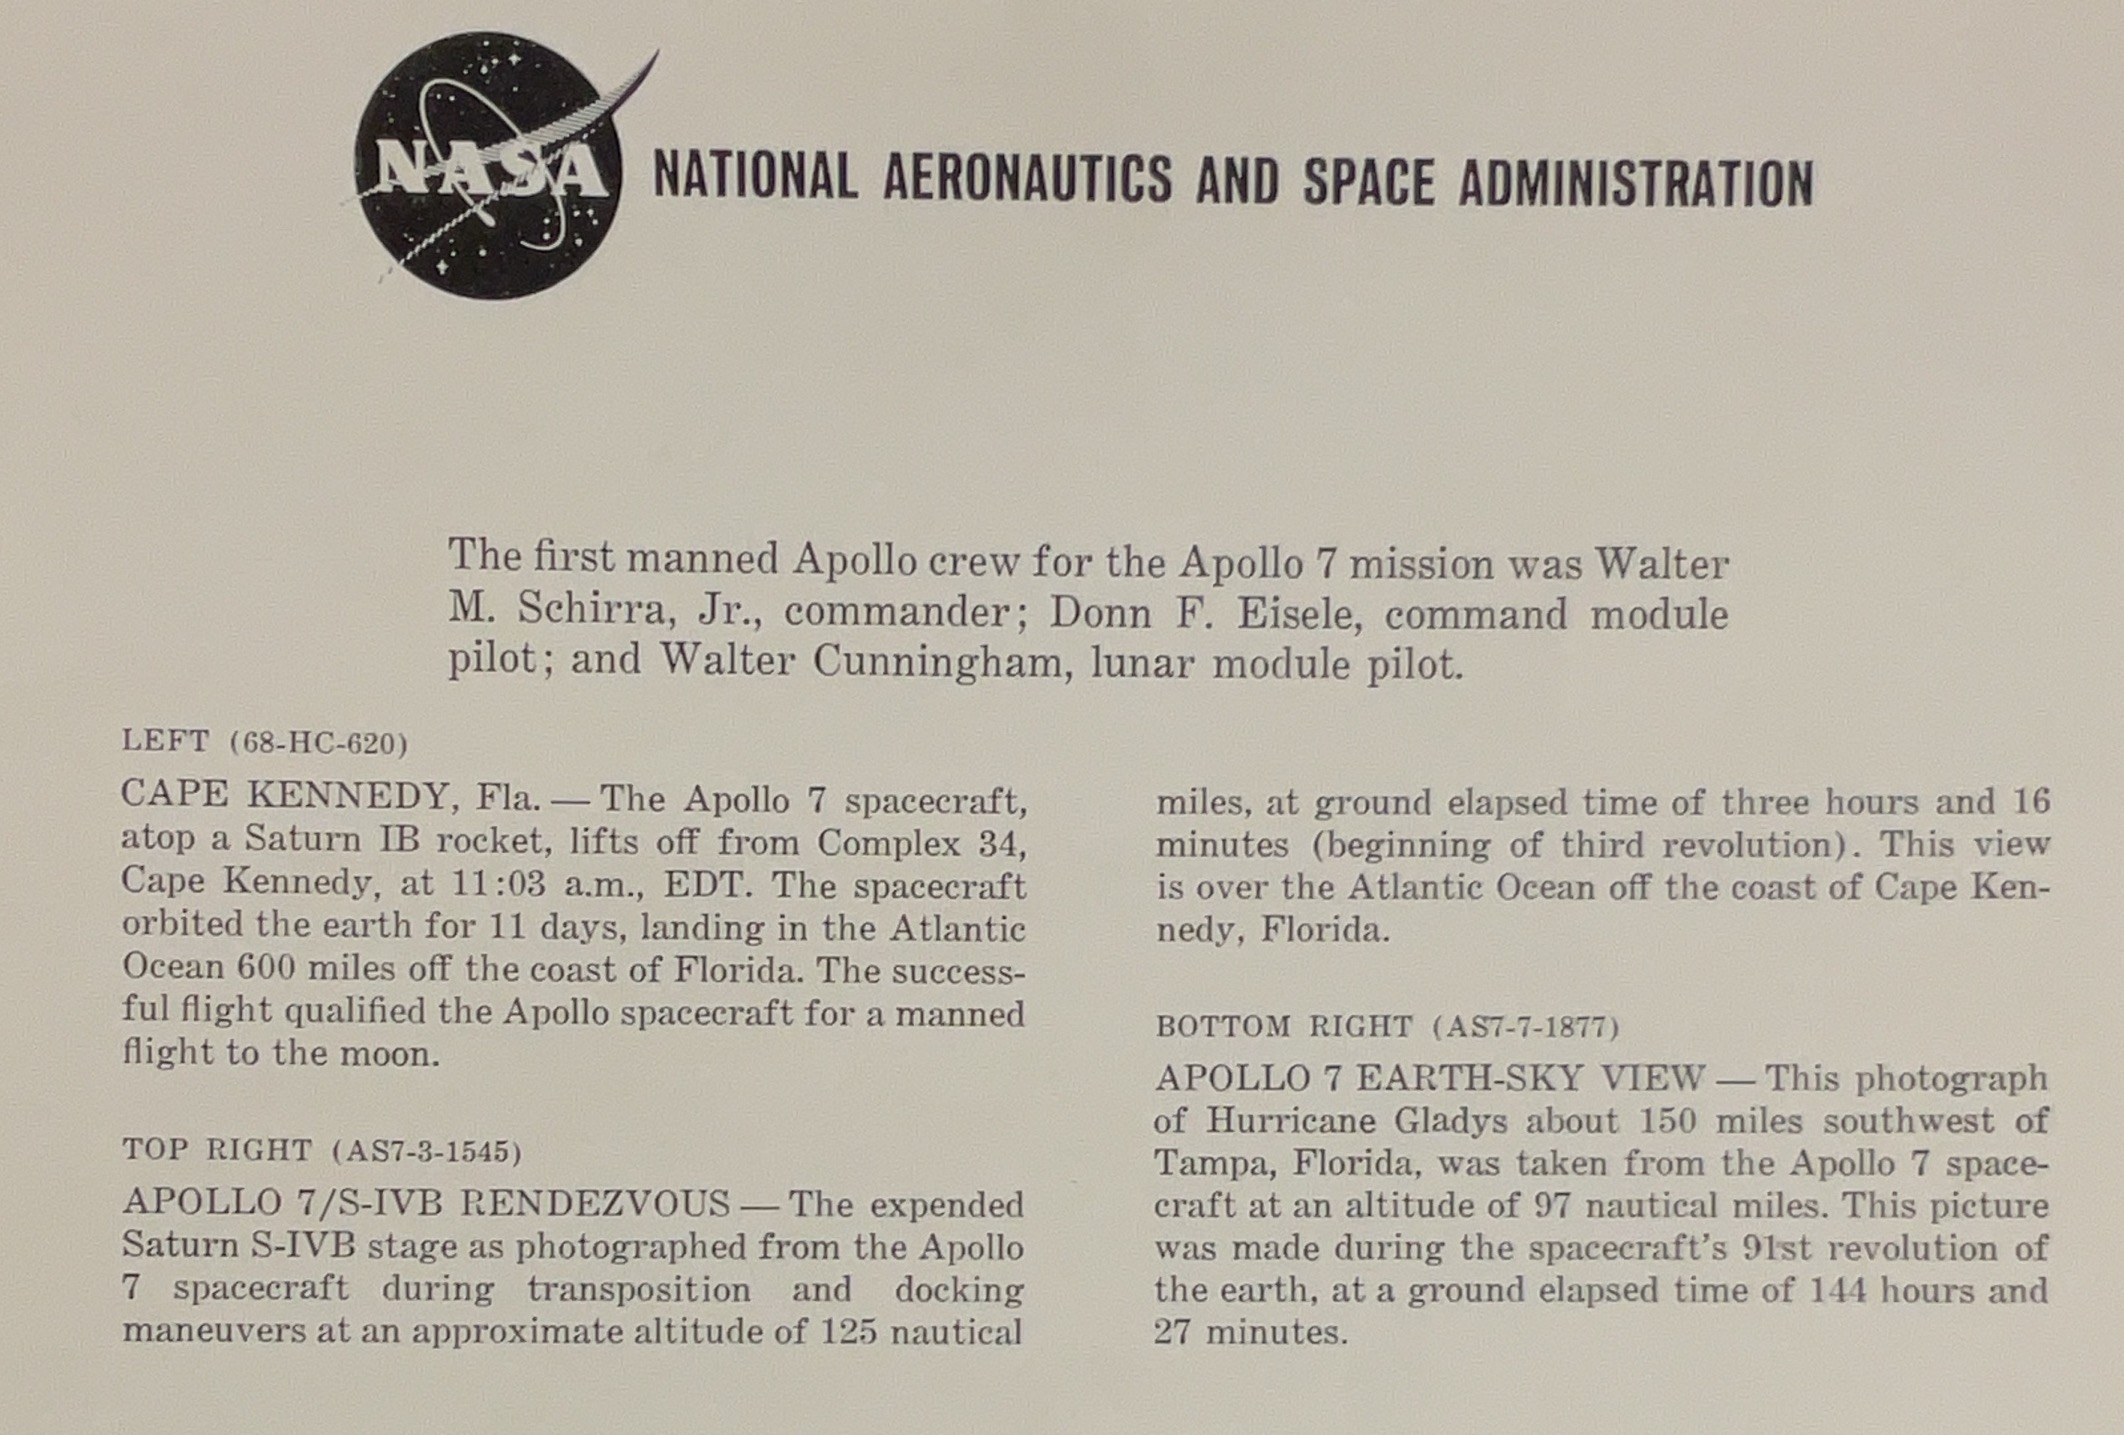 NASA
NATIONAL AERONAUTICS AND SPACE ADMINISTRATION
The first manned Apollo crew for the Apollo 7 mission was Walter
M. Schirra, Jr., commander; Donn F. Eisele, command module
pilot; and Walter Cunningham, lunar module pilot.
LEFT (68-HC-620)
CAPE KENNEDY, Fla. — The Apollo 7 spacecraft,
atop a Saturn IB rocket, lifts off from Complex 34,
Cape Kennedy, at 11:03 a.m., EDT. The spacecraft
orbited the earth for 11 days, landing in the Atlantic
Ocean 600 miles off the coast of Florida. The success-
ful flight qualified the Apollo spacecraft for a manned
flight to the moon.
TOP RIGHT (AS7-3-1545)
APOLLO 7/S-IVB RENDEZVOUS — The expended
Saturn S-IVB stage as photographed from the Apollo
7 spacecraft during transposition and docking
maneuvers at an approximate altitude of 125 nautical
miles, at ground elapsed time of three hours and 16
minutes (beginning of third revolution). This view
is over the Atlantic Ocean off the coast of Cape Ken-
nedy, Florida.
BOTTOM RIGHT (AS7-7-1877)
APOLLO 7 EARTH-SKY VIEW — This photograph
of Hurricane Gladys about 150 miles southwest of
Tampa, Florida, was taken from the Apollo 7 space-
craft at an altitude of 97 nautical miles. This picture
was made during the spacecraft's 91st revolution of
the earth, at a ground elapsed time of 144 hours and
27 minutes.